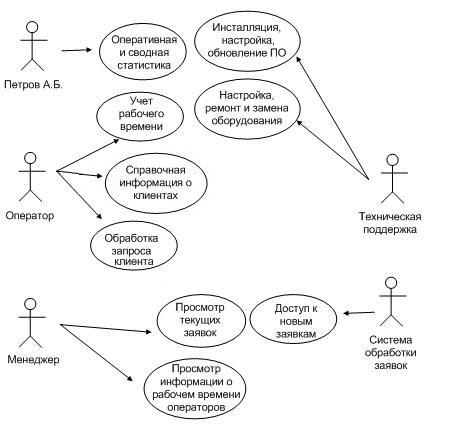 Оперативная
и сводная
статистика
Инсталляция,
настройка,
обновление ПО
Петров А.Б.
Учет
рабочего
времени
Настройка,
ремонт и замена
оборудования
Справочная
информация о
клиентах
Оператор
Техническая
поддержка
Обработка
запроса
клиента
Просмотр
текущих
заявок
Доступ к
новым
заявкам
Менеджер
Система
обработки
заявок
Просмотр
информации о
рабочем времени
операторов